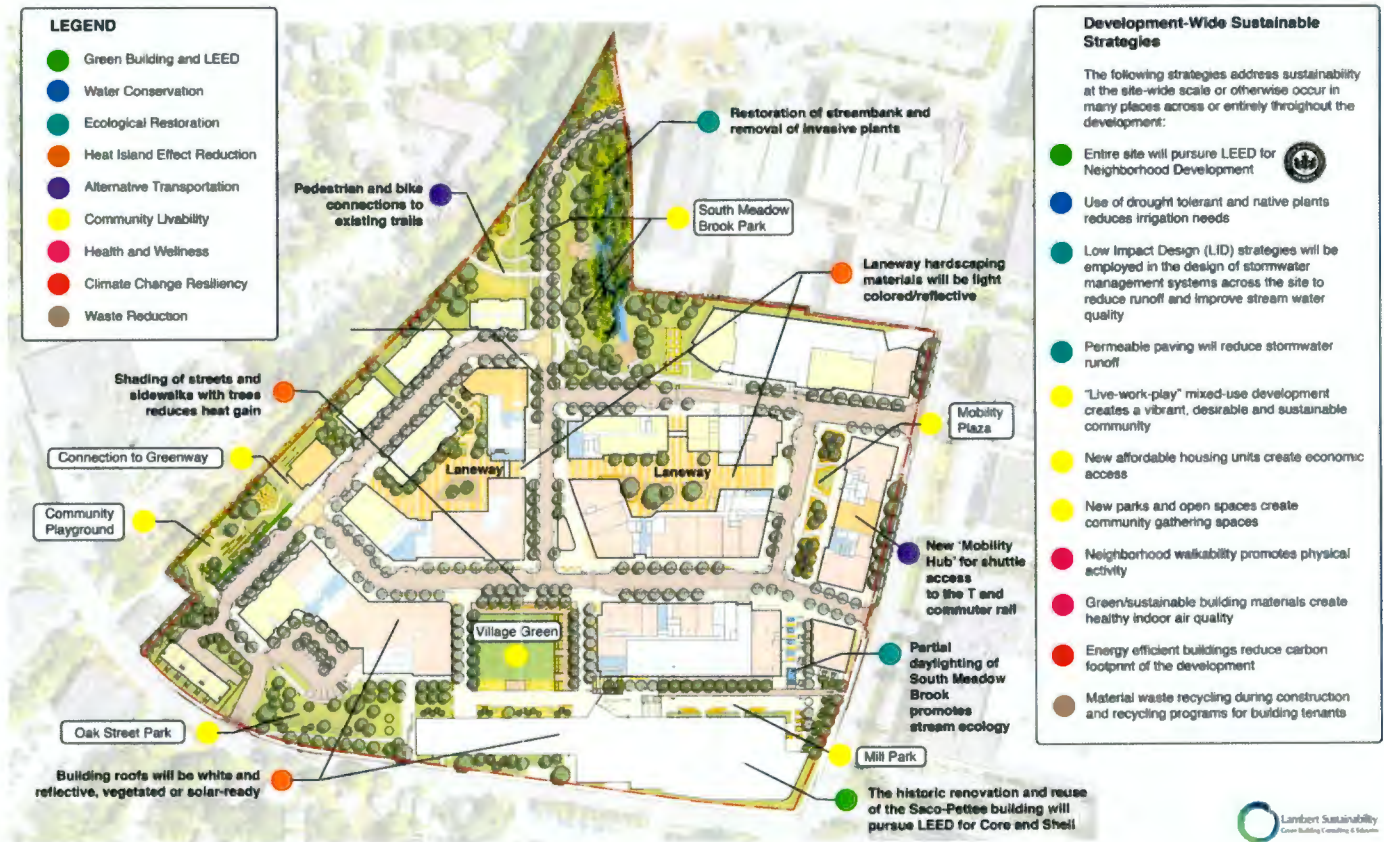 LEGEND
Green Building and LEED
Water Conservation
Ecological Restoration
Heat Island Effect Reduction
Alternative Transportation
Community Livability
Health and Wellness
Climate Change Resiliency
Waste Reduction
Restoration of streambank and
removal of invasive plants
Pedestrian and bike
connections to
existing trails
South Meadow
Brook Park
Laneway hardscaping
materials will be light
colored/reflective
Shading of streets and
sidewalks with trees
reduces heat gain
Mobility
Plaza
Connection to Greenway
Laneway
Laneway
Community
Playground
New 'Mobility
Hub' for shuttle
access
to the T and
commuter rail
Village Green
Partial
daylighting of
South Meadow
Brook
promotes
stream ecology
Oak Street Park
Mill Park
Building roofs will be white and
reflective, vegetated or solar-ready
The historic renovation and reuse
of the Saco-Pettee building will
pursue LEED for Core and Shell
Development-Wide Sustainable
Strategies
The following strategies address sustainability
at the site-wide scale or otherwise occur in
many places across or entirely throighout the
development:
Entire site will pursure LEED for
Neighborhood Development
Use of drought tolerant and native plants
reduces irrigation needs
Low Impact Design (LID) strategies will be
employed in the design of stormwater
management systems across the site to
reduce runoff and improve stream water
quality
Permeable paving will reduce stormwater
runoff
"Live-work-play" mixed-use development
creates a vibrant, desirable and sustainable
community
New affordable housing units create economic
access
New parks and open spaces create
community gathering spaces
Neighborhood walkability promotes physical
activity
Green/sustainable building materials create
healthy indoor air quality
Energy efficient buildings reduce carbon
footprint of the development
Material waste recycling during construction
and recycling programs for building tenants
Lambert Sustainability
Green Building Consulting &